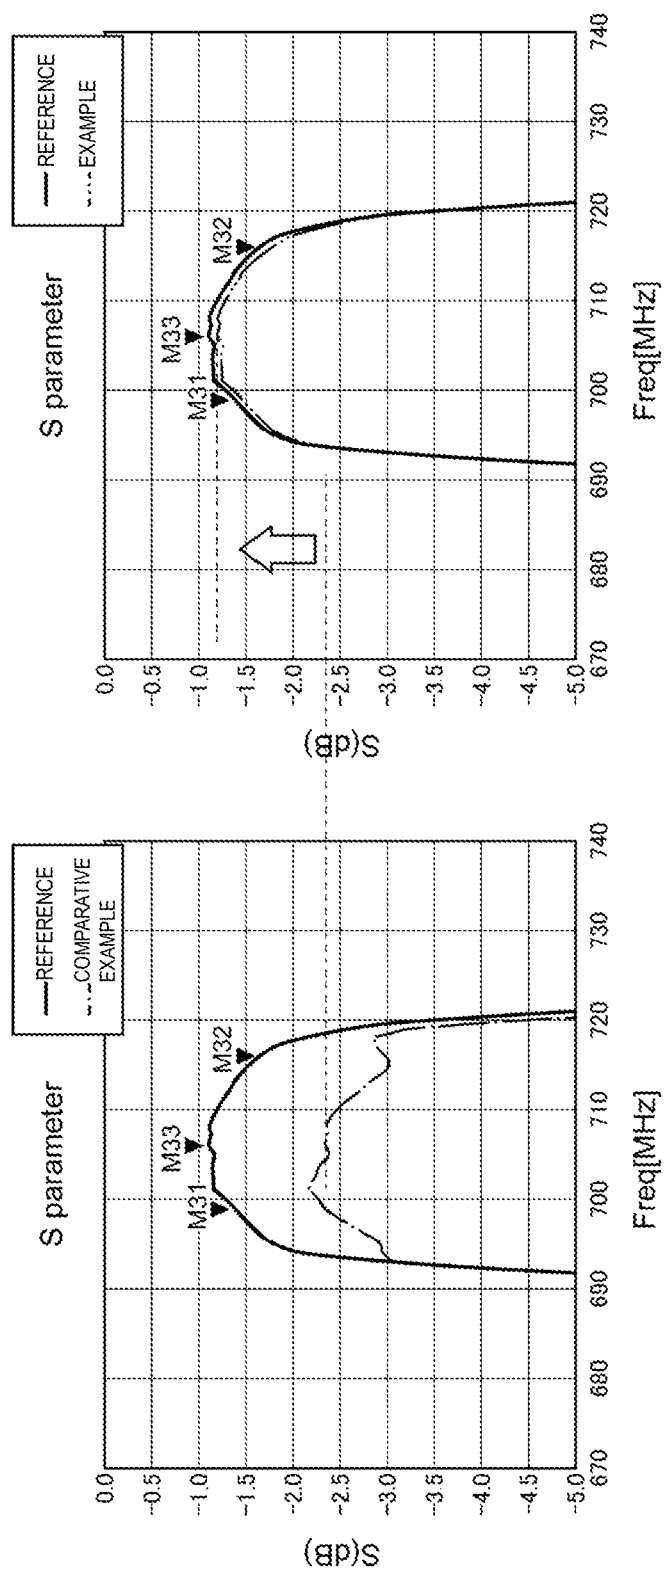 S parameter
REFERENCE
COMPARATIVE
EXAMPLE
M31
M33
M32
S(dB)
0.0
-0.5
-1.0
-1.5
-2.0
-2.5
-3.0
-3.5
-4.0
-4.5
-5.0
670
680
690
700
710
720
730
740
Freq[MHz]
S parameter
REFERENCE
EXAMPLE
M31
M33
M32
S(dB)
0.0
-0.5
-1.0
-1.5
-2.0
-2.5
-3.0
-3.5
-4.0
-4.5
-5.0
670
680
690
700
710
720
730
740
Freq[MHz]